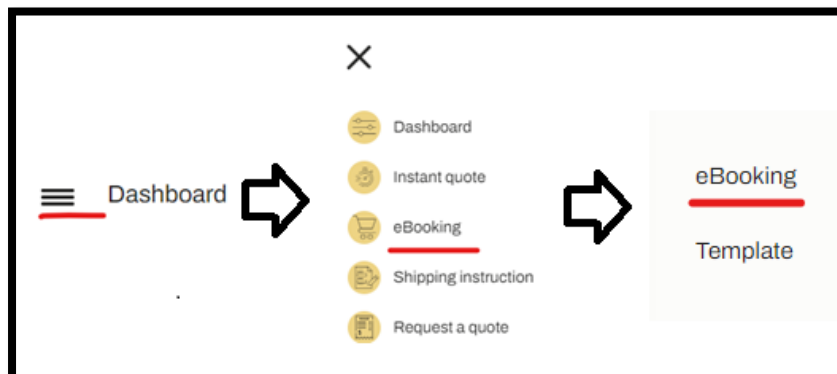 Dashboard
Dashboard
Instant quote
eBooking
Shipping instruction
Request a quote
eBooking
Template